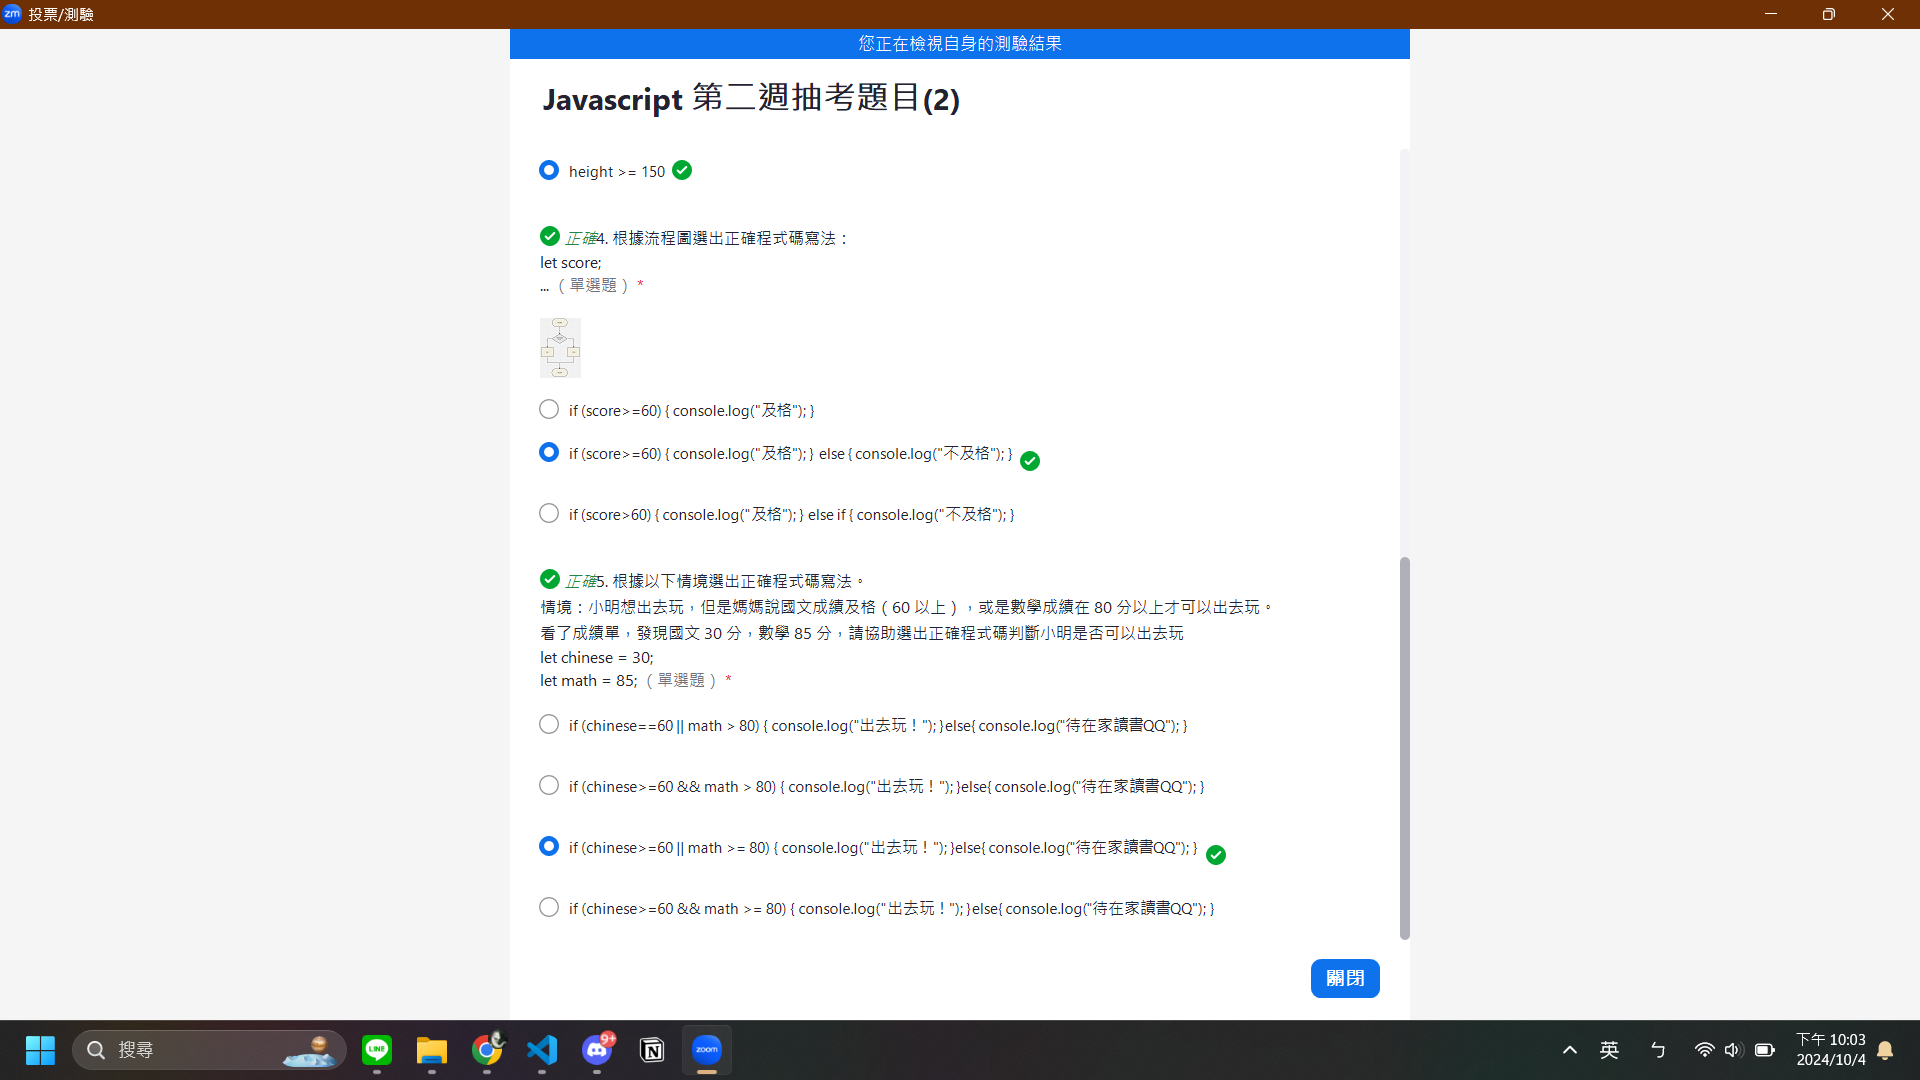 zm 投票/測驗
您正在檢視自身的測驗結果
Javascript 第二週抽考題目(2)
height >= 150
正確4. 根據流程圖選出正確程式碼寫法：
let score;
... （單選題） *
if (score>=60) { console.log("及格"); }
if (score>=60) { console.log("及格"); } else { console.log("不及格"); }
if (score>60) { console.log("及格"); } else if { console.log("不及格"); }
正確5. 根據以下情境選出正確程式碼寫法。
情境：小明想出去玩，但是媽媽說國文成績及格（60 以上），或是數學成績在 80 分以上才可以出去玩。
看了成績單，發現國文 30 分，數學 85 分，請協助選出正確程式碼判斷小明是否可以出去玩
let chinese = 30;
let math = 85; （單選題） *
if (chinese==60 || math > 80) { console.log("出去玩！"); }else{ console.log("待在家讀書QQ"); }
if (chinese>=60 && math > 80) { console.log("出去玩！"); }else{ console.log("待在家讀書QQ"); }
if (chinese>=60 || math >= 80) { console.log("出去玩！"); }else{ console.log("待在家讀書QQ"); }
if (chinese>=60 && math >= 80) { console.log("出去玩！"); }else{ console.log("待在家讀書QQ"); }
關閉
搜尋
LINE
9+
zoom
英
ㄅ
下午 10:03
2024/10/4